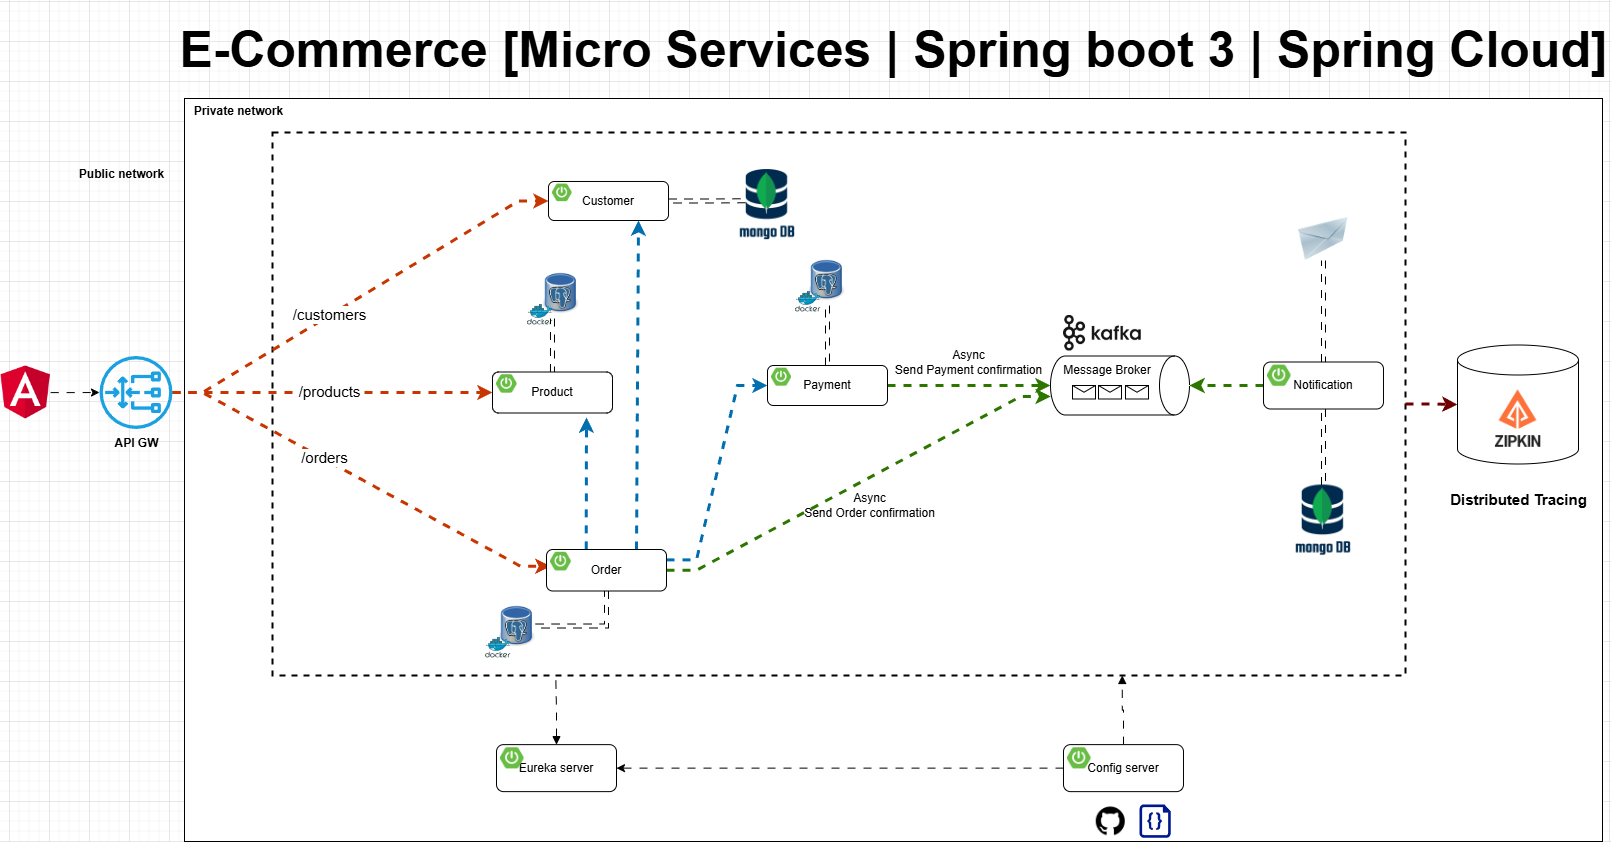 E-Commerce [Micro Services | Spring boot 3 | Spring Cloud]
Private network
Public network
Customer
mongo DB
/customers
docker
docker
kafka
Async
Send Payment confirmation
Message Broker
A
API GW
/products
Product
Payment
Notification
ZIPKIN
Distributed Tracing
/orders
Async
Send Order confirmation
mongo DB
Order
docker
Eureka server
Config server
{}